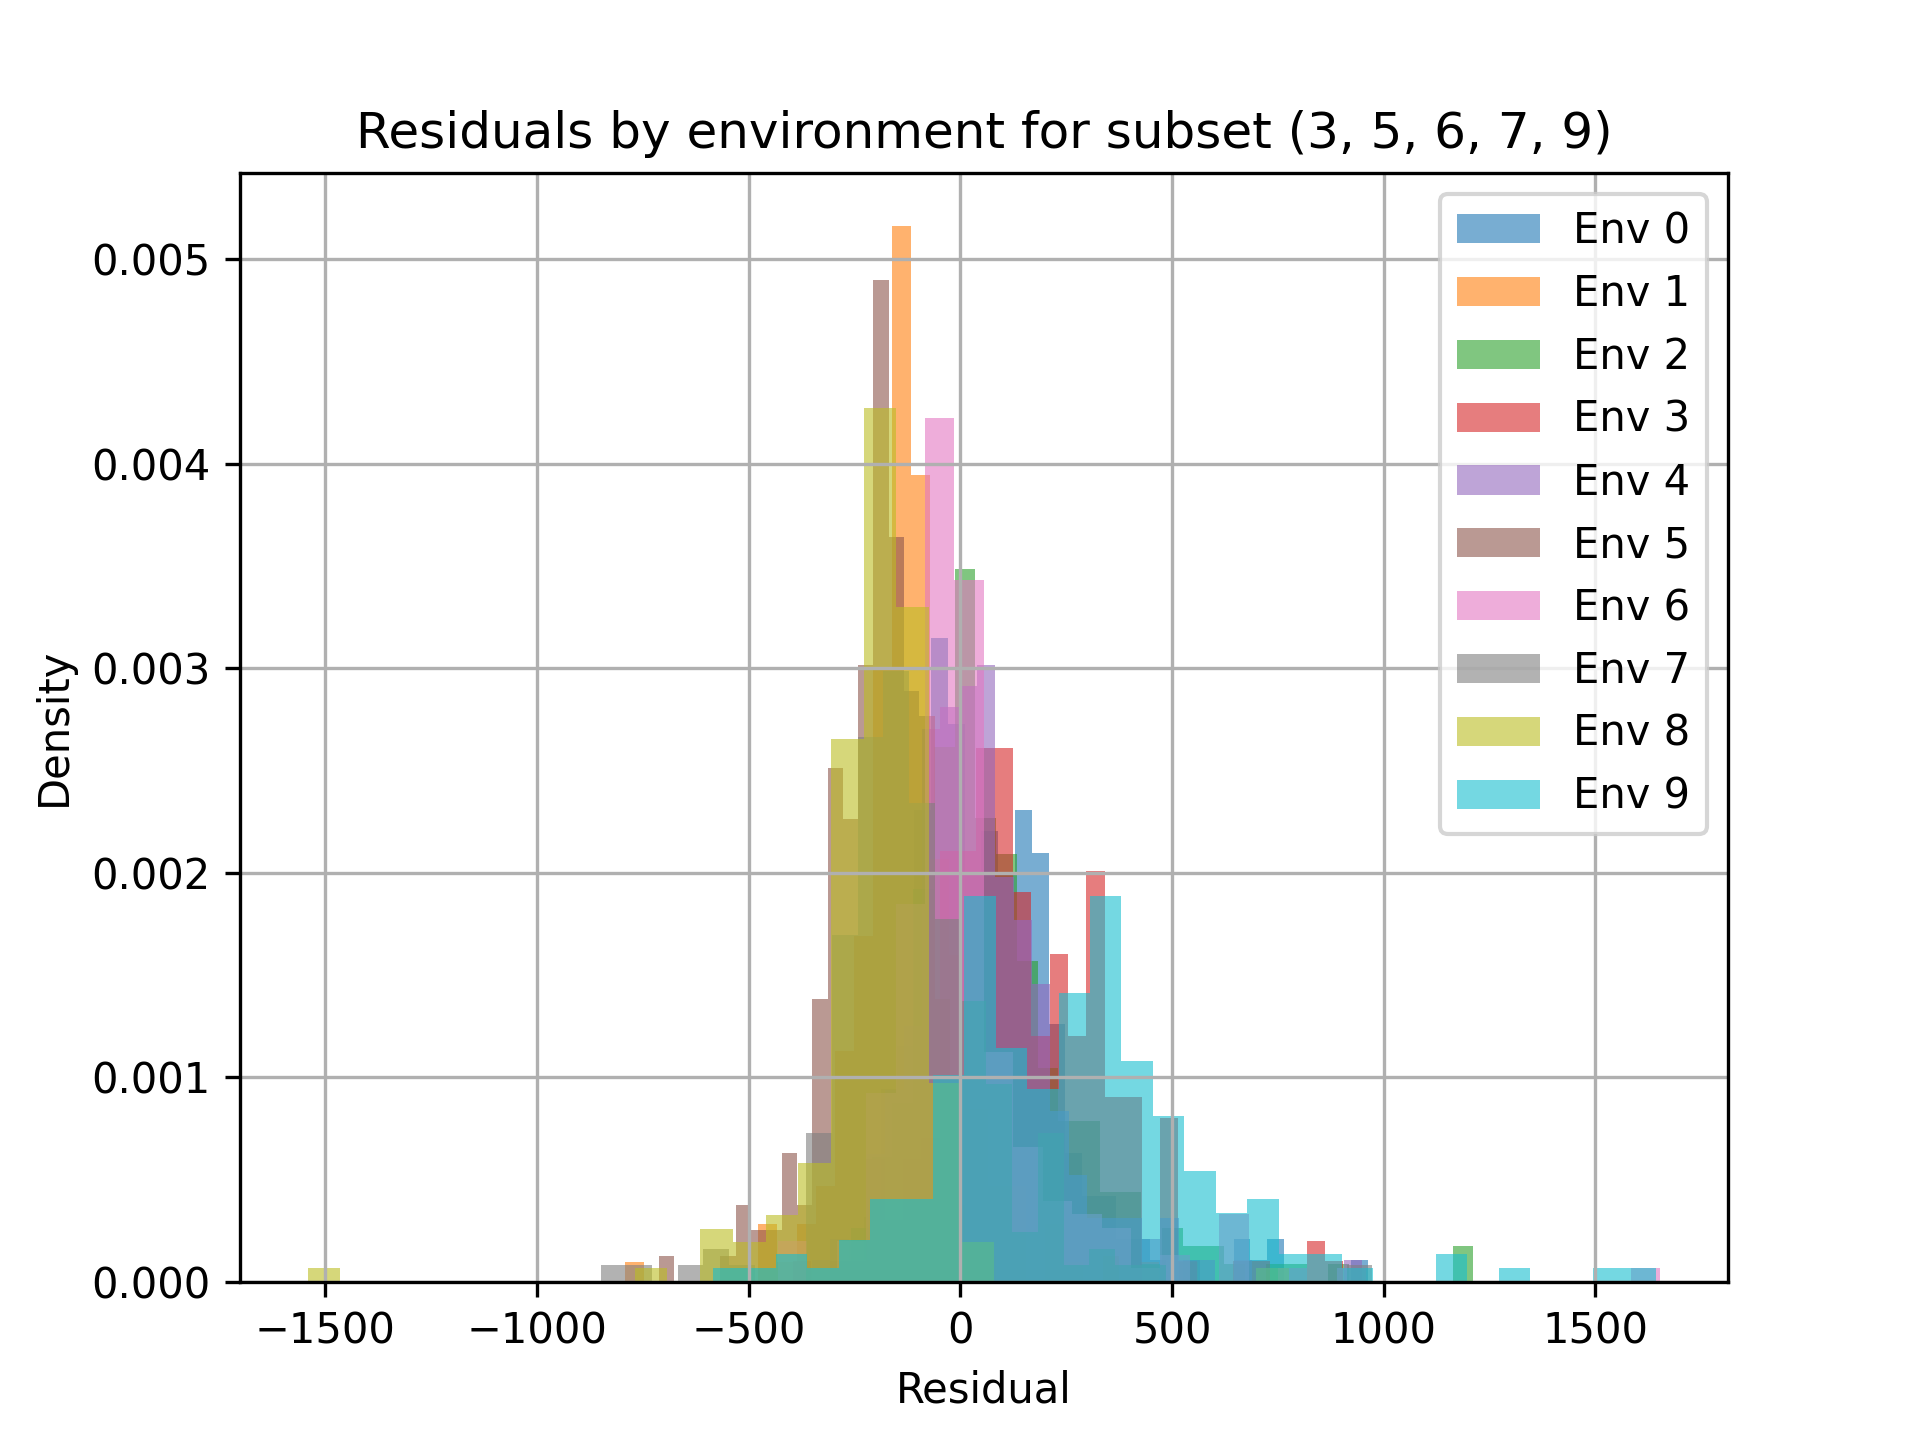 Residuals by environment for subset (3, 5, 6, 7, 9)
Env 0
Env 1
Env 2
Env 3
Env 4
Env 5
Env 6
Env 7
Env 8
Env 9
Density
0.005
0.004
0.003
0.002
0.001
0.000
−1500 −1000 −500 0 500 1000 1500
Residual